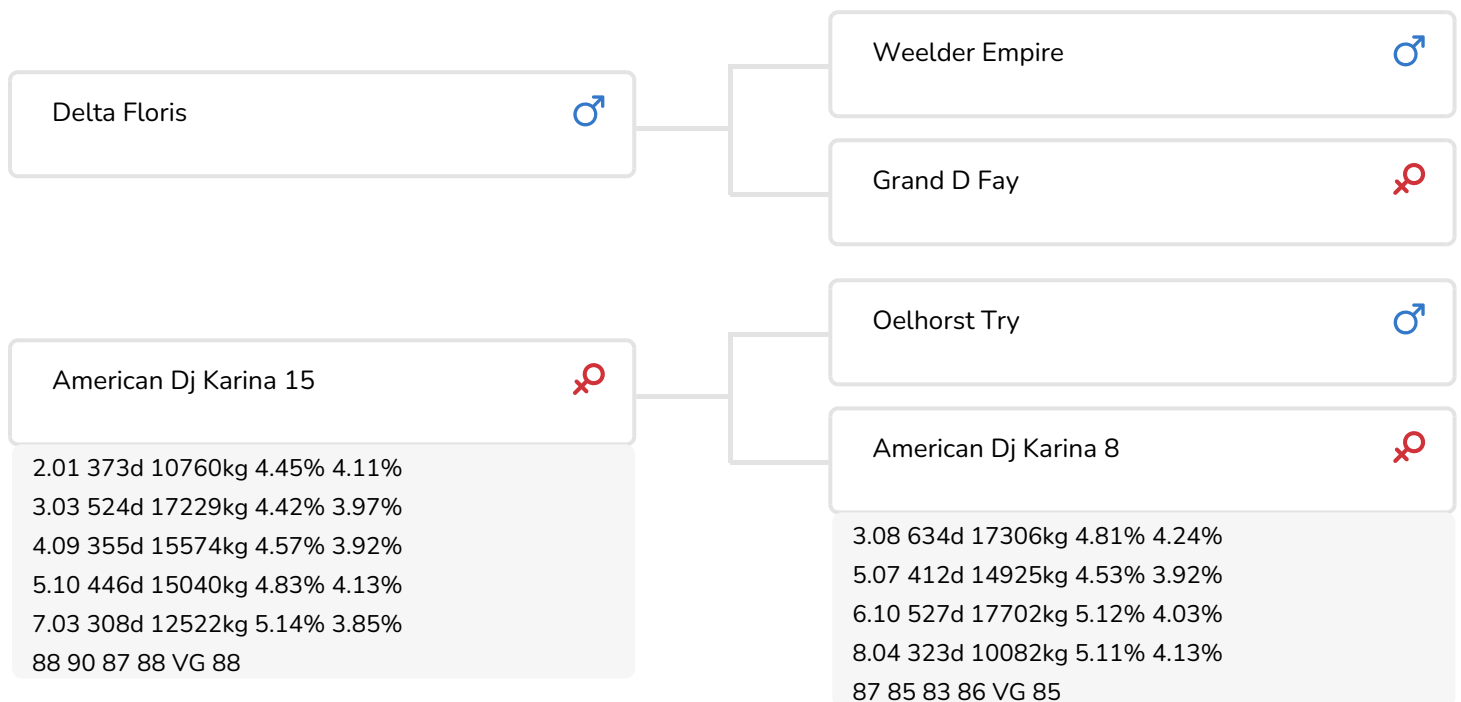 Weelder Empire
Delta Floris
Grand D Fay
Oelhorst Try
American Dj Karina 15
2.01 373d 10760kg 4.45% 4.11%
3.03 524d 17229kg 4.42% 3.97%
4.09 355d 15574kg 4.57% 3.92%
5.10 446d 15040kg 4.83% 4.13%
7.03 308d 12522kg 5.14% 3.85%
88 90 87 88 VG 88
American Dj Karina 8
3.08 634d 17306kg 4.81% 4.24%
5.07 412d 14925kg 4.53% 3.92%
6.10 527d 17702kg 5.12% 4.03%
8.04 323d 10082kg 5.11% 4.13%
87 85 83 86 VG 85